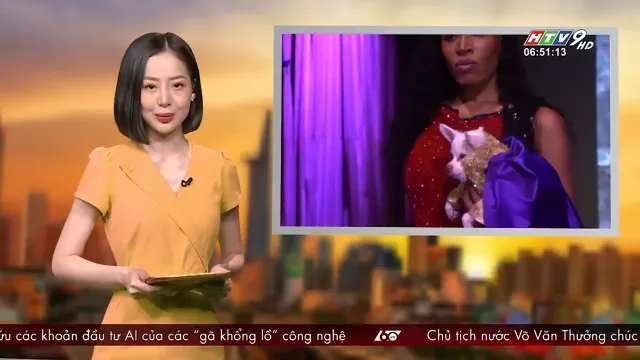 HTV9 HD
06:51:13
ứu các khoản đầu tư AI của các "gã khổng lồ" công nghệ
Chủ tịch nước Võ Văn Thưởng chúc